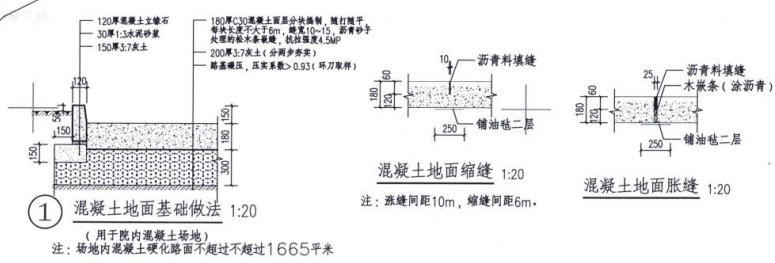 120厚混凝土立缘石
30厚1:3水泥砂浆
150厚3:7灰土
180厚C30混凝土面层分块捣制，随打随平，
每块长度不大于6m，缝宽10~15，沥青砂子
处理的松木条嵌缝，抗拉强度4.5MP
200厚3:7灰土（分两步夯实）
路基碾压，压实系数>0.93（环刀取样）
120
50
150
150
150
180
300
① 混凝土地面基础做法 1:20
（用于院内混凝土场地）
注：场地内混凝土硬化路面不超过不超过1665平米
10
沥青料填缝
180
60
120
铺油毡二层
250
混凝土地面缩缝 1:20
注：涨缝间距10m，缩缝间距6m。
25
沥青料填缝
木嵌条（涂沥青）
180
60
120
铺油毡二层
250
混凝土地面胀缝 1:20